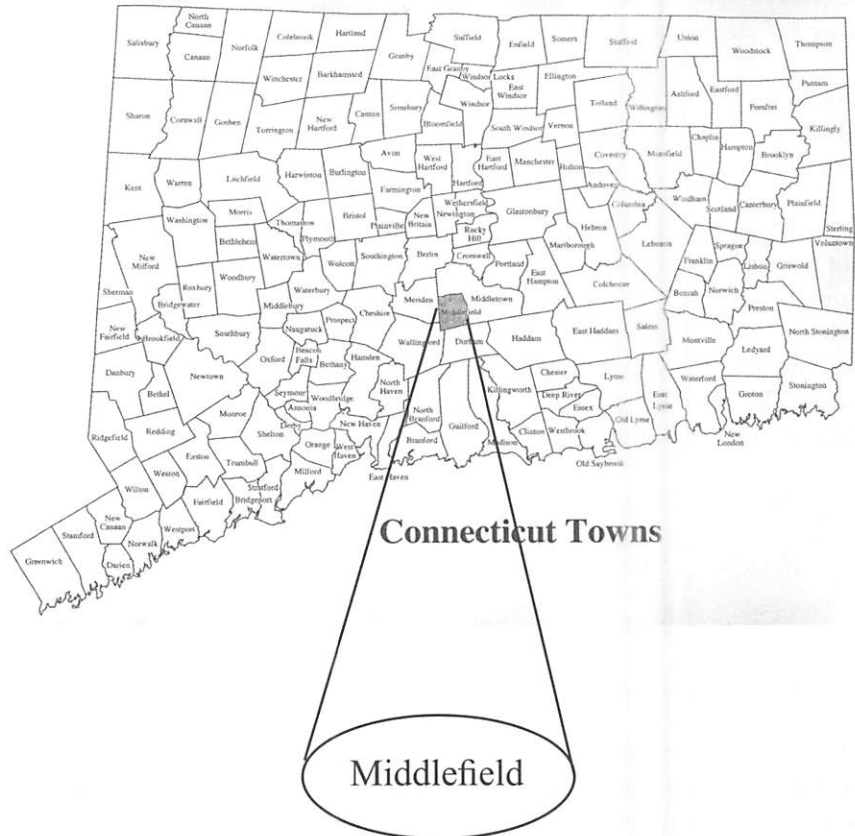 North Canaan
Colebrook
Hartland
Suffield
Enfield
Somers
Stafford
Union
Woodstock
Thompson
Salisbury
Canaan
Norfolk
Granby
East Granby
Winchester
Barkhamsted
Windsor Locks
East Windsor
Ellington
Putnam
Sharon
Cornwall
Goshen
Torrington
New Hartford
Canton
Simsbury
Windsor
Bloomfield
South Windsor
Vernon
Tolland
Willington
Ashford
Eastford
Pomfret
Killingly
Chaplin
Hampton
Brooklyn
Avon
West Hartford
Hartford
East Hartford
Manchester
Bolton
Coventry
Mansfield
Andover
Kent
Warren
Litchfield
Harwinton
Burlington
Farmington
Wethersfield
Newington
Glastonbury
Columbia
Windham
Scotland
Canterbury
Plainfield
Sterling
Washington
Morris
Bethlehem
Thomaston
Plymouth
Bristol
Plainville
New Britain
Rocky Hill
Hebron
Marlborough
Lebanon
Franklin
Sprague
Lisbon
Griswold
Voluntown
New Milford
Sherman
Watertown
Wolcott
Southington
Berlin
Cromwell
Portland
East Hampton
Colchester
Bozrah
Norwich
Preston
Roxbury
Woodbury
Bridgewater
Middlebury
Waterbury
Cheshire
Meriden
Middletown
Middlefield
New Fairfield
Brookfield
Southbury
Naugatuck
Prospect
Wallingford
Durham
Haddam
East Haddam
Salem
Montville
Ledyard
North Stonington
Danbury
Bethel
Newtown
Oxford
Beacon Falls
Bethany
Hamden
North Haven
Killingworth
Chester
Deep River
Essex
Lyme
East Lyme
Waterford
Groton
Stonington
Seymour
Ansonia
Derby
Woodbridge
New Haven
North Branford
Branford
Guilford
Madison
Clinton
Westbrook
Old Lyme
New London
Old Saybrook
Ridgefield
Redding
Monroe
Shelton
Orange
West Haven
East Haven
Easton
Trumbull
Milford
Stratford
Bridgeport
Weston
Wilton
Fairfield
New Canaan
Norwalk
Westport
Stamford
Darien
Greenwich
Connecticut Towns
Middlefield